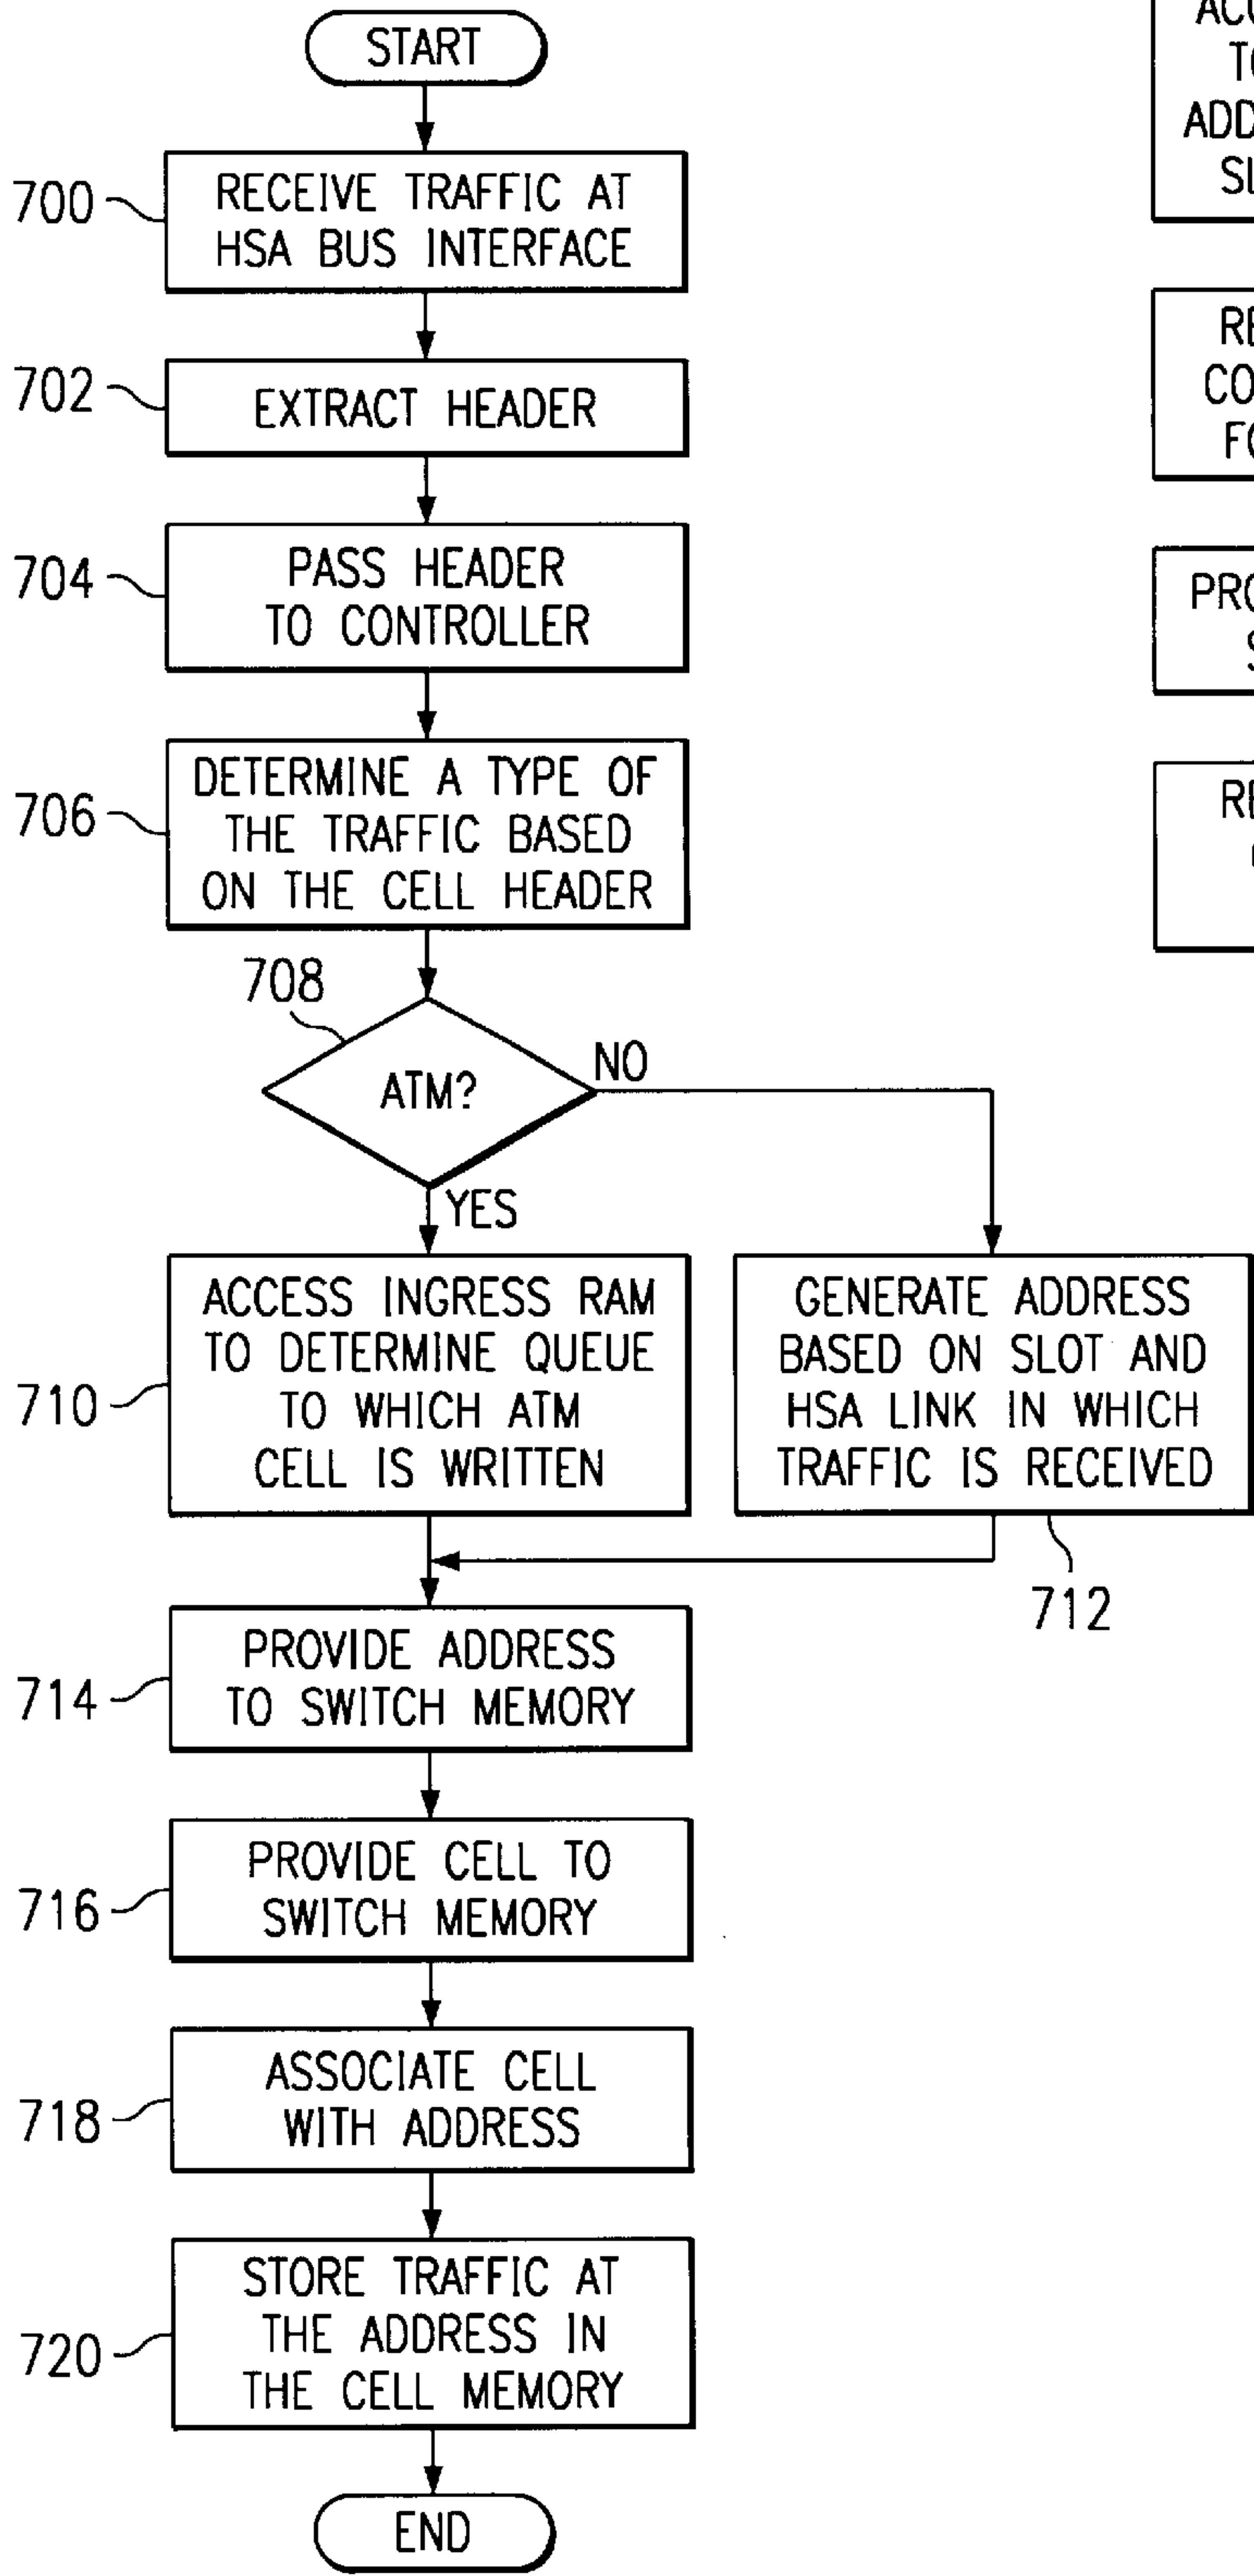 START
700
RECEIVE TRAFFIC AT
HSA BUS INTERFACE
702
EXTRACT HEADER
704
PASS HEADER
TO CONTROLLER
706
DETERMINE A TYPE OF
THE TRAFFIC BASED
ON THE CELL HEADER
708
ATM?
NO
YES
710
ACCESS INGRESS RAM
TO DETERMINE QUEUE
TO WHICH ATM
CELL IS WRITTEN
GENERATE ADDRESS
BASED ON SLOT AND
HSA LINK IN WHICH
TRAFFIC IS RECEIVED
712
714
PROVIDE ADDRESS
TO SWITCH MEMORY
716
PROVIDE CELL TO
SWITCH MEMORY
718
ASSOCIATE CELL
WITH ADDRESS
720
STORE TRAFFIC AT
THE ADDRESS IN
THE CELL MEMORY
END